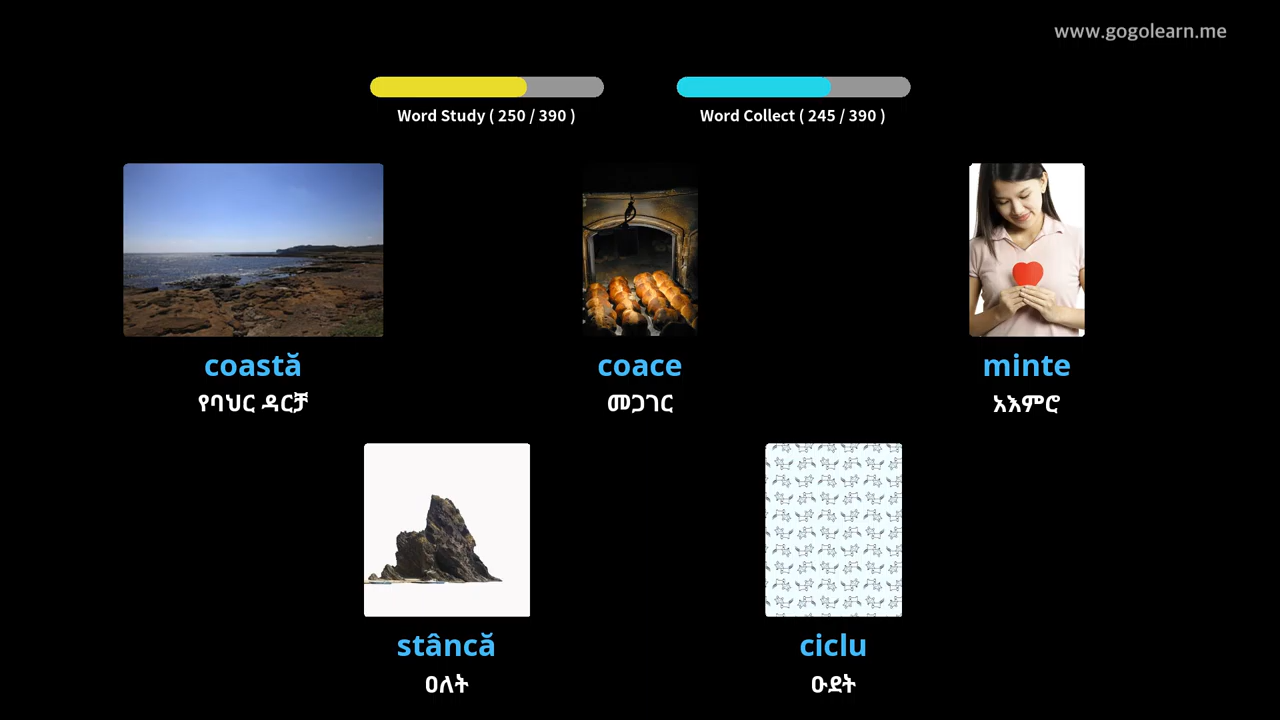 www.gogolearn.me
Word Study ( 250 / 390 )
Word Collect ( 245 / 390 )
coastă
የባህር ዳርቻ
coace
መጋገር
minte
አእምሮ
stâncă
ዐለት
ciclu
ዑደት